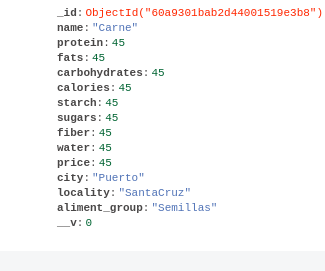 _id: ObjectId("60a9301bab2d44001519e3b8")
name: "Carne"
protein: 45
fats: 45
carbohydrates: 45
calories: 45
starch: 45
sugars: 45
fiber: 45
water: 45
price: 45
city: "Puerto"
locality: "SantaCruz"
aliment_group: "Semillas"
__v: 0